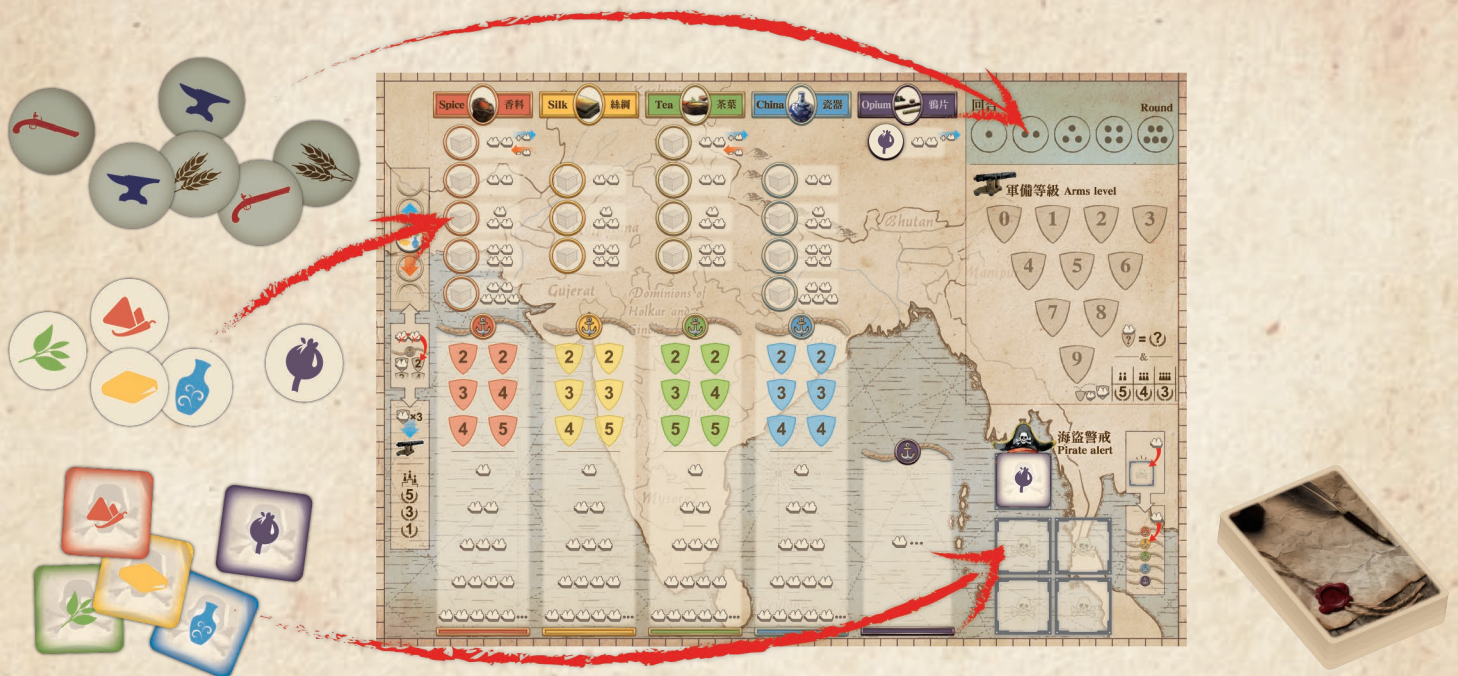 Spice 香料 Silk 絲綢 Tea 茶葉 China 瓷器 Opium 鴉片
回合 Round
軍備等級 Arms level
0 1 2 3
Bhutan
4 5 6
Gujerat
Dominions of
Holkar and
7 8
? = ?
&
9
5 4 3
2
×3
5
3
1
2 2 2 2 2 2 2 2
3 4 3 3 3 4 3 3
4 5 4 5 5 5 4 4
...
... ... ... ...
海盜警戒
Pirate alert